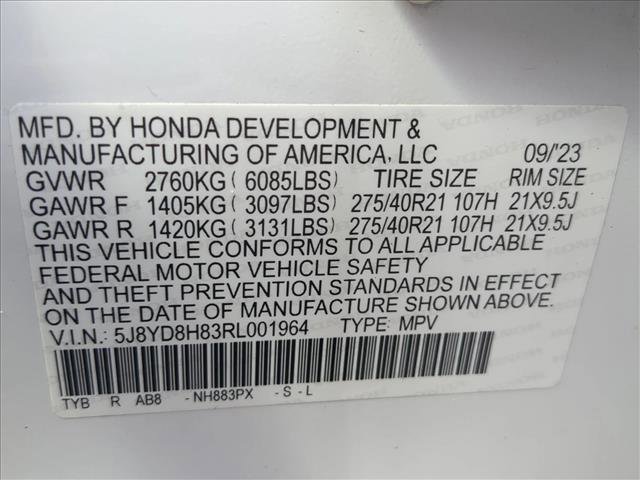 MFD. BY HONDA DEVELOPMENT &
MANUFACTURING OF AMERICA, LLC 09/'23
GVWR 2760KG (6085LBS) TIRE SIZE RIM SIZE
GAWR F 1405KG (3097LBS) 275/40R21 107H 21X9.5J
GAWR R 1420KG (3131LBS) 275/40R21 107H 21X9.5J
THIS VEHICLE CONFORMS TO ALL APPLICABLE
FEDERAL MOTOR VEHICLE SAFETY
AND THEFT PREVENTION STANDARDS IN EFFECT
ON THE DATE OF MANUFACTURE SHOWN ABOVE.
V.I.N.: 5J8YD8H83RL001964 TYPE: MPV
TYB R AB8 -NH883PX -S -L